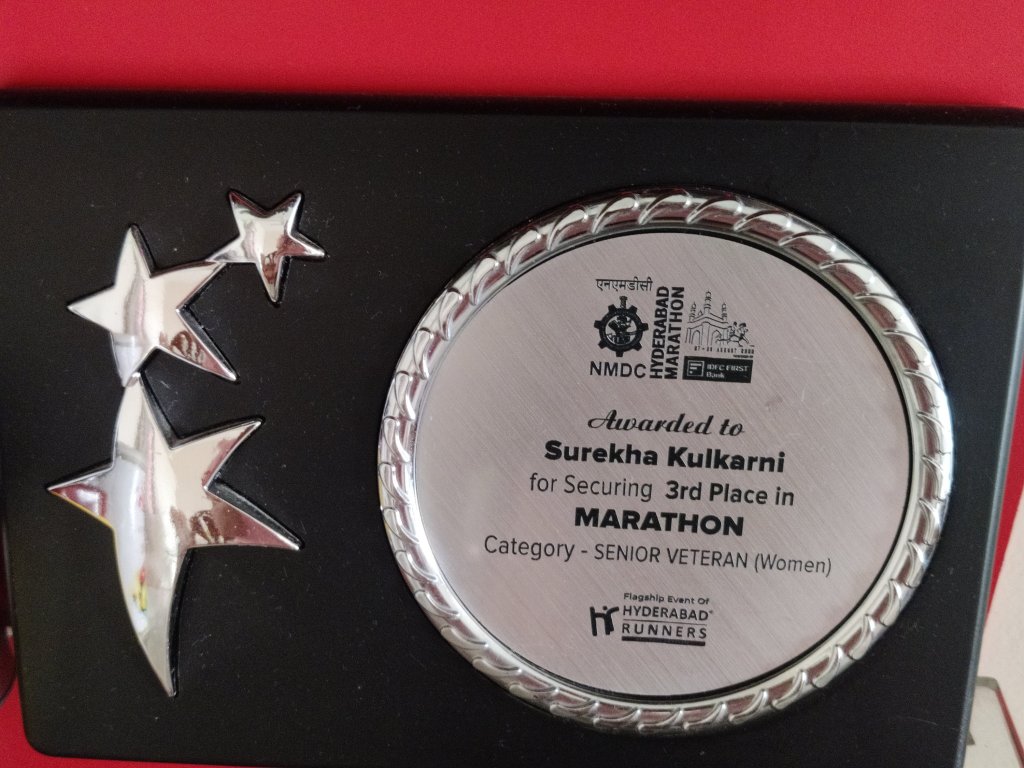 एनएमडीसी
NMDC
HYDERABAD
MARATHON
IDFC FIRST
Bank
Awarded to
Surekha Kulkarni
for Securing 3rd Place in
MARATHON
Category - SENIOR VETERAN (Women)
Flagship Event Of
HYDERABAD
RUNNERS